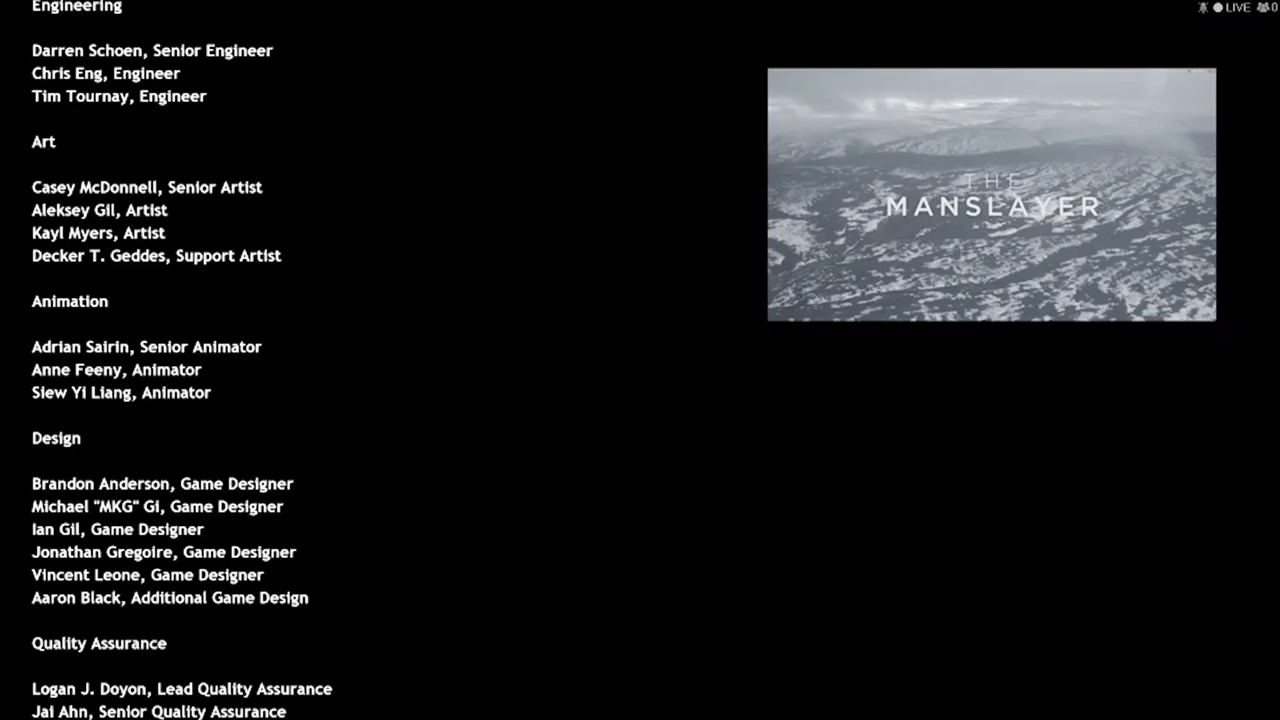 Engineering
LIVE 0
Darren Schoen, Senior Engineer
Chris Eng, Engineer
Tim Tournay, Engineer
Art
Casey McDonnell, Senior Artist
Aleksey Gil, Artist
Kayl Myers, Artist
Decker T. Geddes, Support Artist
Animation
Adrian Sairin, Senior Animator
Anne Feeny, Animator
Siew Yi Liang, Animator
Design
Brandon Anderson, Game Designer
Michael "MKG" Gi, Game Designer
Ian Gil, Game Designer
Jonathan Gregoire, Game Designer
Vincent Leone, Game Designer
Aaron Black, Additional Game Design
Quality Assurance
Logan J. Doyon, Lead Quality Assurance
Jai Ahn, Senior Quality Assurance
THE
MANSLAYER